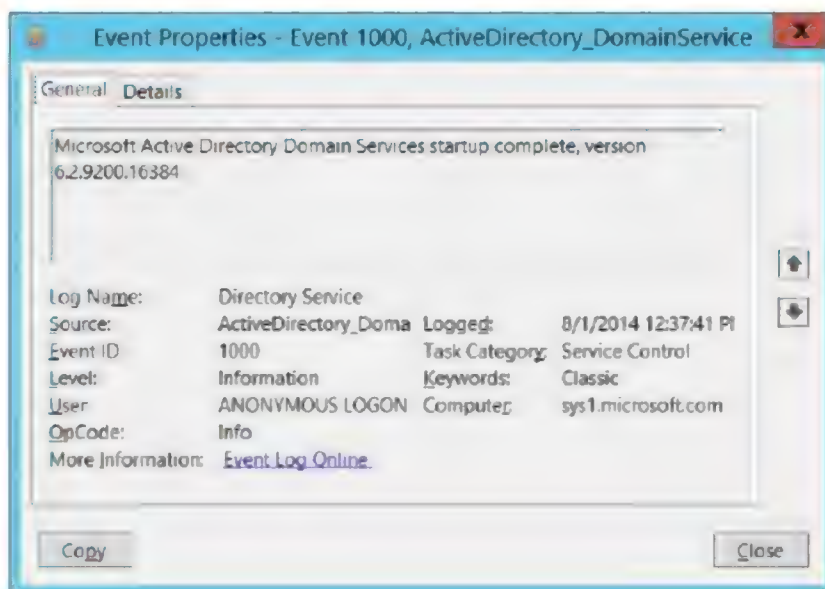 Event Properties - Event 1000, ActiveDirectory_DomainService
X
General Details
Microsoft Active Directory Domain Services startup complete, version
6.2.9200.16384
Log Name: Directory Service
Source: ActiveDirectory_Doma Logged: 8/1/2014 12:37:41 PI
Event ID 1000 Task Category: Service Control
Level: Information Keywords: Classic
User ANONYMOUS LOGON Computer: sys1.microsoft.com
OpCode: Info
More Information: Event Log Online
Copy Close